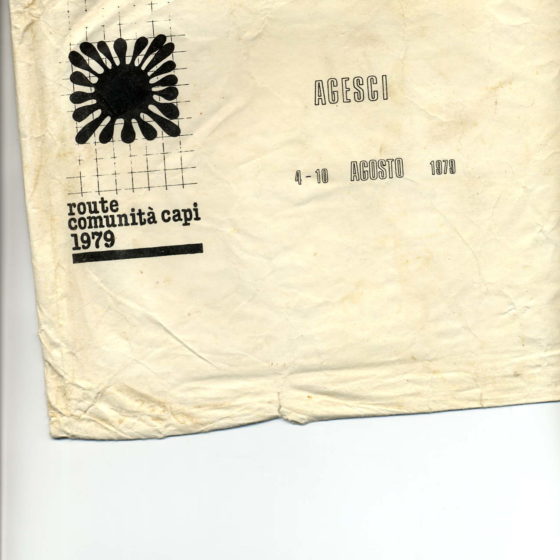 AGESCI
4-10 AGOSTO 1979
route
comunità capi
1979